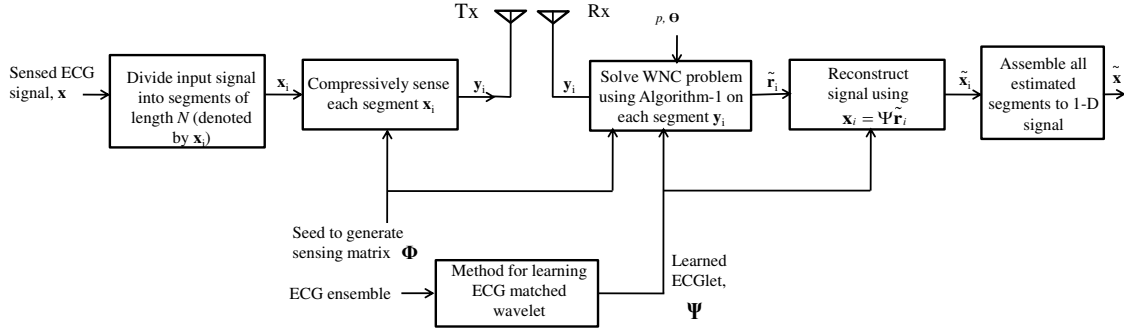 Tx
Rx
p, Θ
Sensed ECG
signal, x
Divide input signal
into segments of
length N (denoted
by xᵢ)
xᵢ
Compressively sense
each segment xᵢ
yᵢ
yᵢ
Solve WNC problem
using Algorithm-1 on
each segment yᵢ
r̃ᵢ
Reconstruct
signal using
xᵢ = Ψr̃ᵢ
x̃ᵢ
Assemble all
estimated
segments to 1-D
signal
x̃
Seed to generate
sensing matrix Φ
ECG ensemble
Method for learning
ECG matched
wavelet
Learned
ECGlet,
Ψ